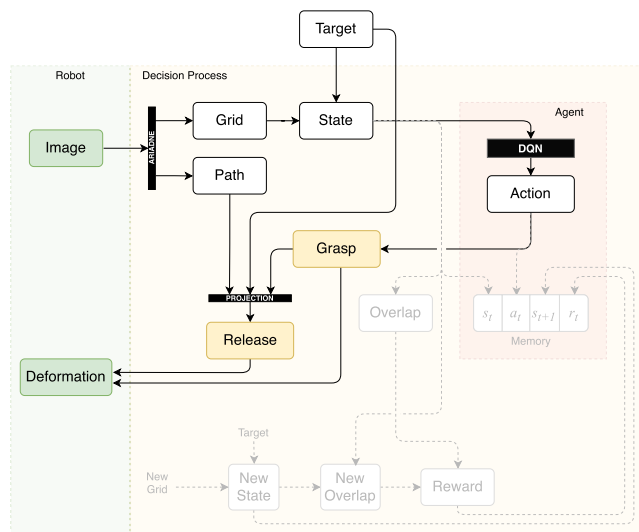 Target
Robot
Decision Process
Agent
Grid
State
Image
ARIADNE
DQN
Path
Action
Grasp
PROJECTION
Overlap
s_t
a_t
s_{t+1}
r_t
Release
Memory
Deformation
Target
New
Grid
New
State
New
Overlap
Reward